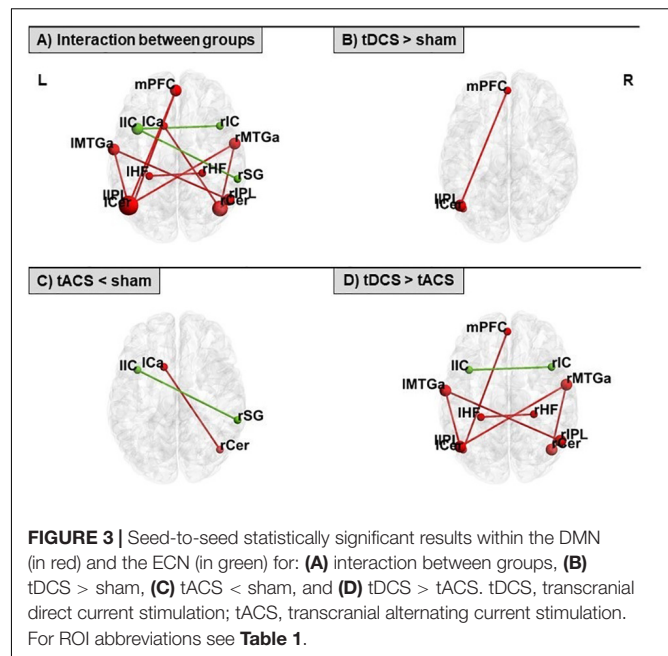 A) Interaction between groups
B) tDCS > sham
L
R
mPFC
lIC
lCa
rIC
lMTGa
rMTGa
lHF
rHF
rSG
lIPL
lCer
rIPL
rCer
mPFC
lIPL
lCer
C) tACS < sham
D) tDCS > tACS
lIC
lCa
rSG
rCer
mPFC
lIC
rIC
lMTGa
rMTGa
lHF
rHF
lIPL
lCer
rIPL
rCer
FIGURE 3 | Seed-to-seed statistically significant results within the DMN
(in red) and the ECN (in green) for: (A) interaction between groups, (B)
tDCS > sham, (C) tACS < sham, and (D) tDCS > tACS. tDCS, transcranial
direct current stimulation; tACS, transcranial alternating current stimulation.
For ROI abbreviations see Table 1.